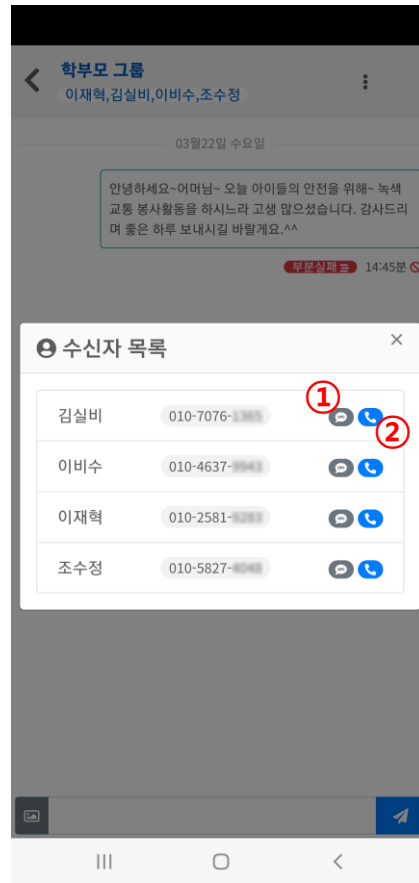 학부모 그룹
이재혁,김실비,이비수,조수정
03월22일 수요일
안녕하세요~어머님~ 오늘 아이들의 안전을 위해~ 녹색
교통 봉사활동을 하시느라 고생 많으셨습니다. 감사드리
며 좋은 하루 보내시길 바랄게요.^^
부분실패 14:45분
수신자 목록
×
①
김실비 010-7076-
②
이비수 010-4637-
이재혁 010-2581-
조수정 010-5827-